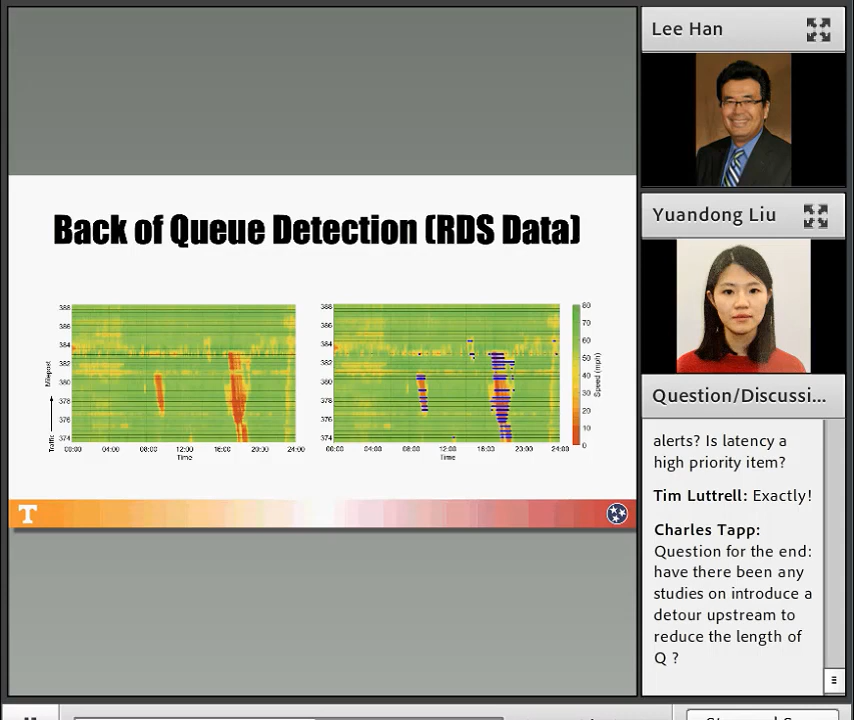 Lee Han
Yuandong Liu
Back of Queue Detection (RDS Data)
388
386
384
382
380
378
376
374
00:00 04:00 08:00 12:00 16:00 20:00 24:00
Time
Traffic
Milepost
388
386
384
382
380
378
376
374
00:00 04:00 08:00 12:00 18:00 20:00 24:00
Time
80
70
60
50
40
30
20
10
0
Speed (mph)
T
Question/Discussi...
alerts? Is latency a
high priority item?
Tim Luttrell: Exactly!
Charles Tapp:
Question for the end:
have there been any
studies on introduce a
detour upstream to
reduce the length of
Q ?